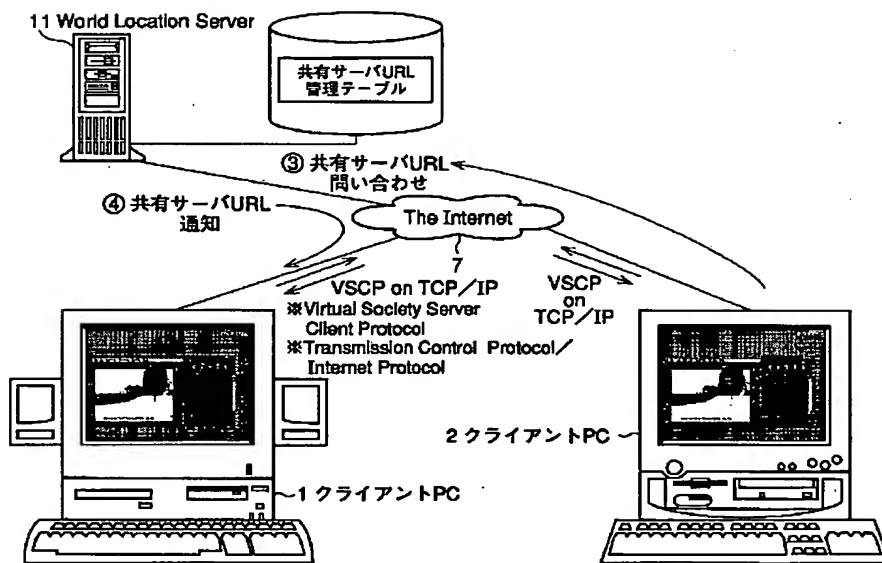 11 World Location Server
共有サーバURL
管理テーブル
③ 共有サーバURL
問い合わせ
④ 共有サーバURL
通知
The Internet
7
VSCP on TCP／IP
※Virtual Society Server
Client Protocol
※Transmission Control Protocol／
Internet Protocol
VSCP
on
TCP／IP
1 クライアントPC
2 クライアントPC